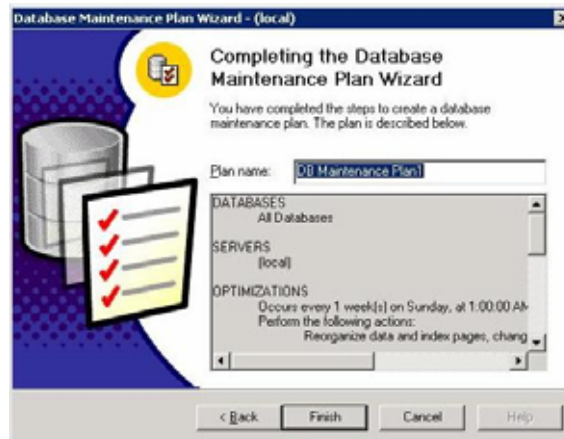 Database Maintenance Plan Wizard - (local)
Completing the Database
Maintenance Plan Wizard
You have completed the steps to create a database
maintenance plan. The plan is described below.
Plan name: DB Maintenance Plan1
DATABASES
All Databases
SERVERS
(local)
OPTIMIZATIONS
Occurs every 1 week(s) on Sunday, at 1:00:00 AM
Perform the following actions:
Reorganize data and index pages, chang
< Back Finish Cancel Help